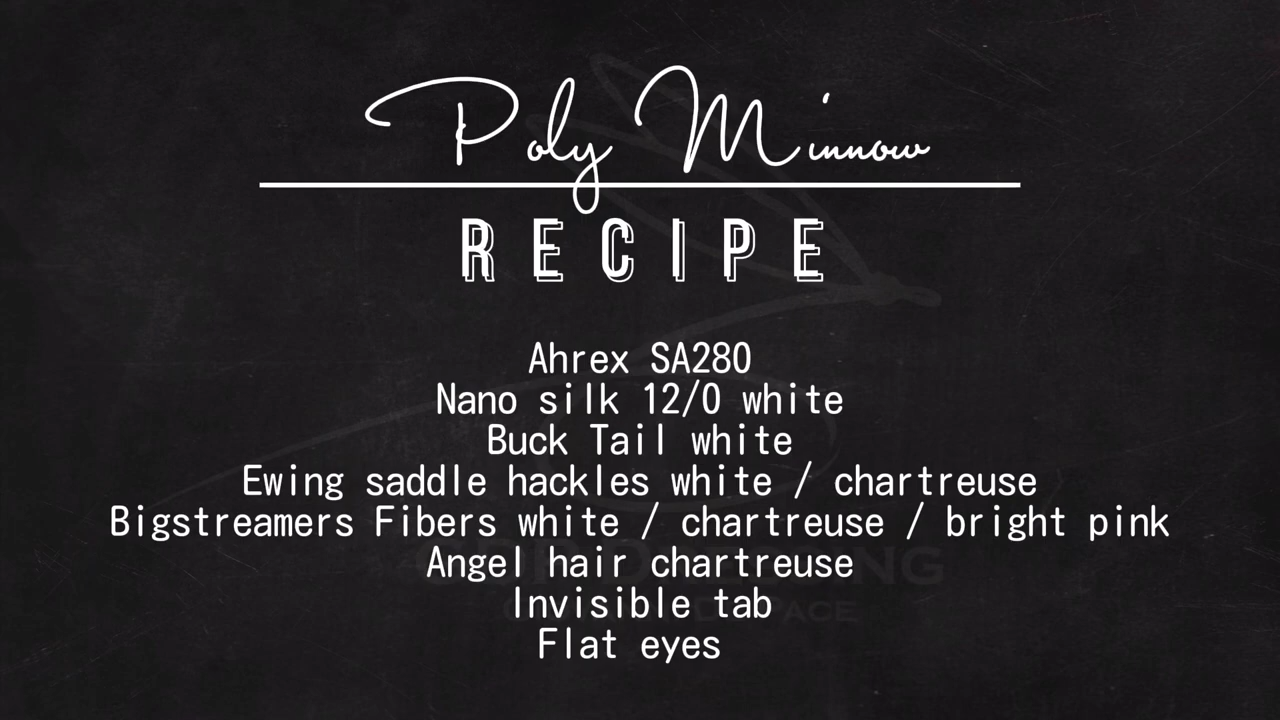 Poly Minnow
RECIPE
Ahrex SA280
Nano silk 12/0 white
Buck Tail white
Ewing saddle hackles white / chartreuse
Bigstreamers Fibers white / chartreuse / bright pink
Angel hair chartreuse
Invisible tab
Flat eyes